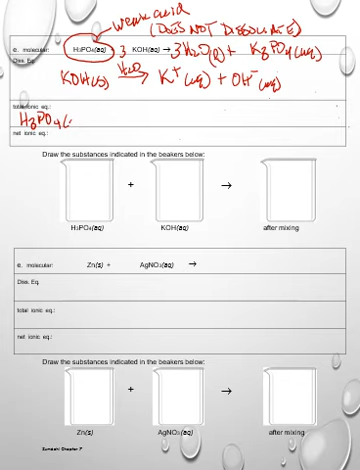 weak acid
(DOES NOT DISSOCIATE)
e. molecular: H₃PO₄(aq) 3 KOH(aq) → 3H₂O(l) + K₃PO₄(aq)
Diss. Eq.
KOH(s) H₂O → K⁺(aq) + OH⁻(aq)
total ionic eq.:
H₃PO₄(
net ionic eq.:
Draw the substances indicated in the beakers below:
+ →
H₃PO₄(aq) KOH(aq) after mixing
e. molecular: Zn(s) + AgNO₃(aq) →
Diss. Eq.
total ionic eq.:
net ionic eq.:
Draw the substances indicated in the beakers below:
+ →
Zn(s) AgNO₃(aq) after mixing
Sumbehi Chapter 7